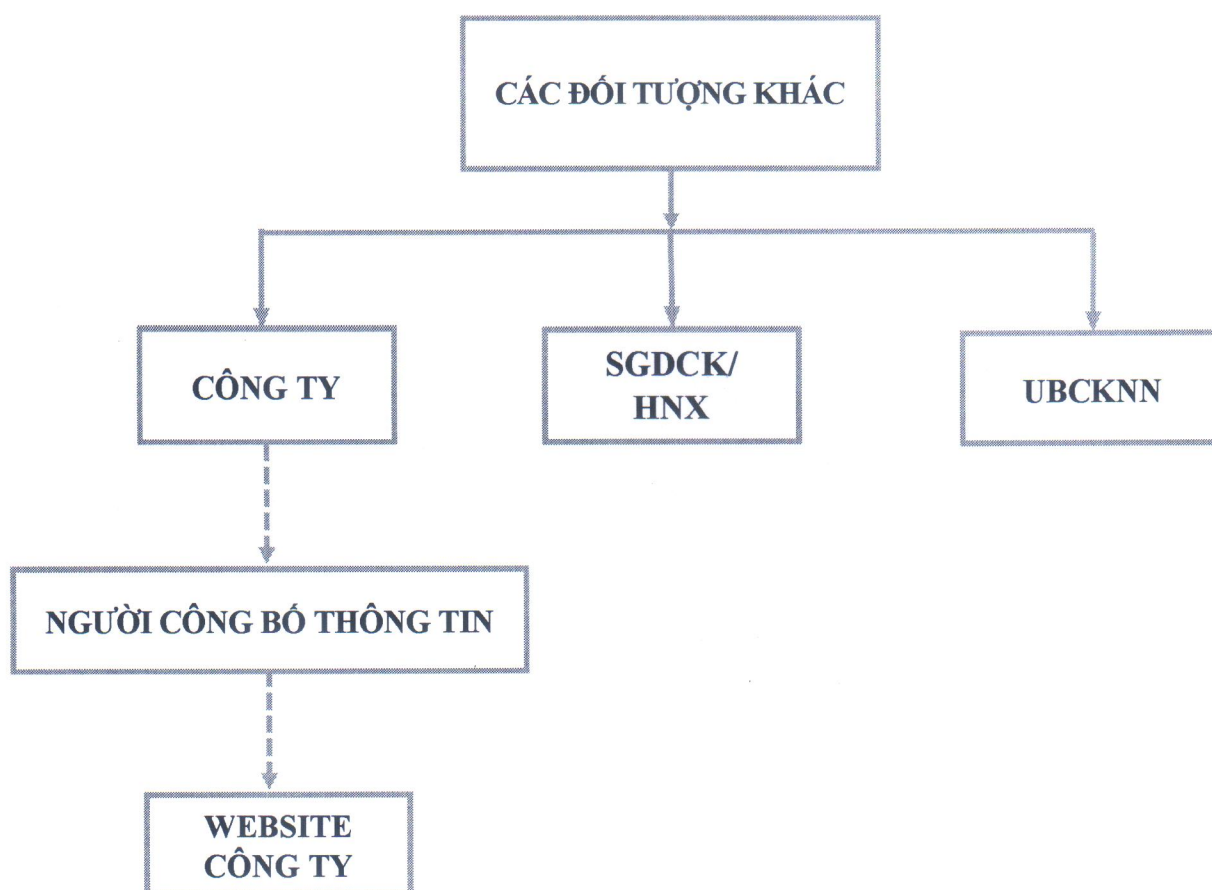 CÁC ĐỐI TƯỢNG KHÁC
CÔNG TY
SGDCK/
HNX
UBCKNN
NGƯỜI CÔNG BỐ THÔNG TIN
WEBSITE
CÔNG TY